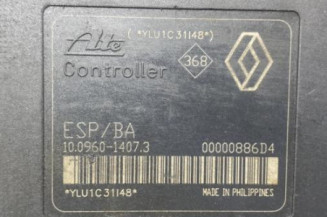 (*YLU1C31148*)
Ate
Controller
368
ESP/BA
10.0960-1407.3
00000886D4
*YLU1C31148*
MADE IN PHILIPPINES